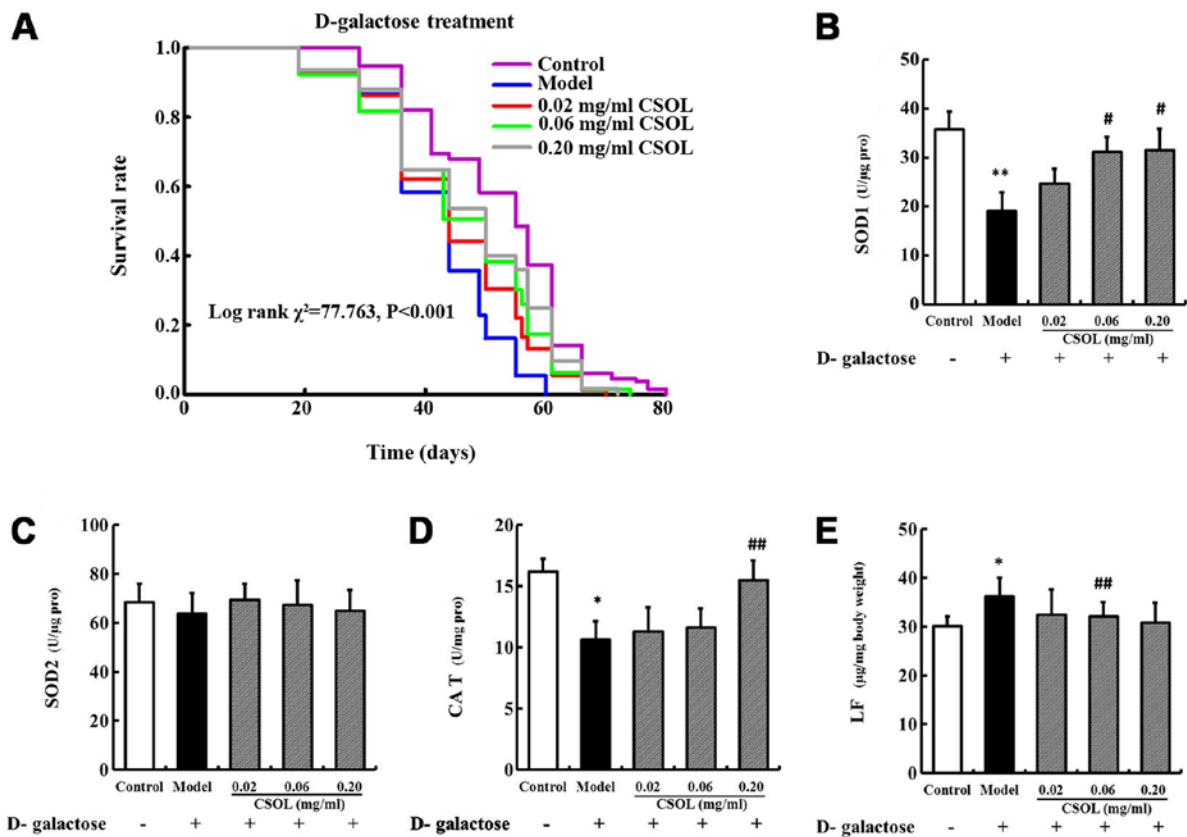 A
D-galactose treatment
Survival rate
1.0
0.8
0.6
0.4
0.2
0.0
Control
Model
0.02 mg/ml CSOL
0.06 mg/ml CSOL
0.20 mg/ml CSOL
Log rank χ²=77.763, P<0.001
0 20 40 60 80
Time (days)
B
SOD1 (U/µg pro)
50
40
30
20
10
0
**
#
#
Control Model 0.02 0.06 0.20
CSOL (mg/ml)
D- galactose - + + + +
C
SOD2 (U/µg pro)
100
80
60
40
20
0
Control Model 0.02 0.06 0.20
CSOL (mg/ml)
D- galactose - + + + +
D
CAT (U/mg pro)
20
15
10
5
0
*
##
Control Model 0.02 0.06 0.20
CSOL (mg/ml)
D- galactose - + + + +
E
LF (µg/mg body weight)
50
40
30
30
10
0
*
##
Control Model 0.02 0.06 0.20
CSOL (mg/ml)
D- galactose - + + + +